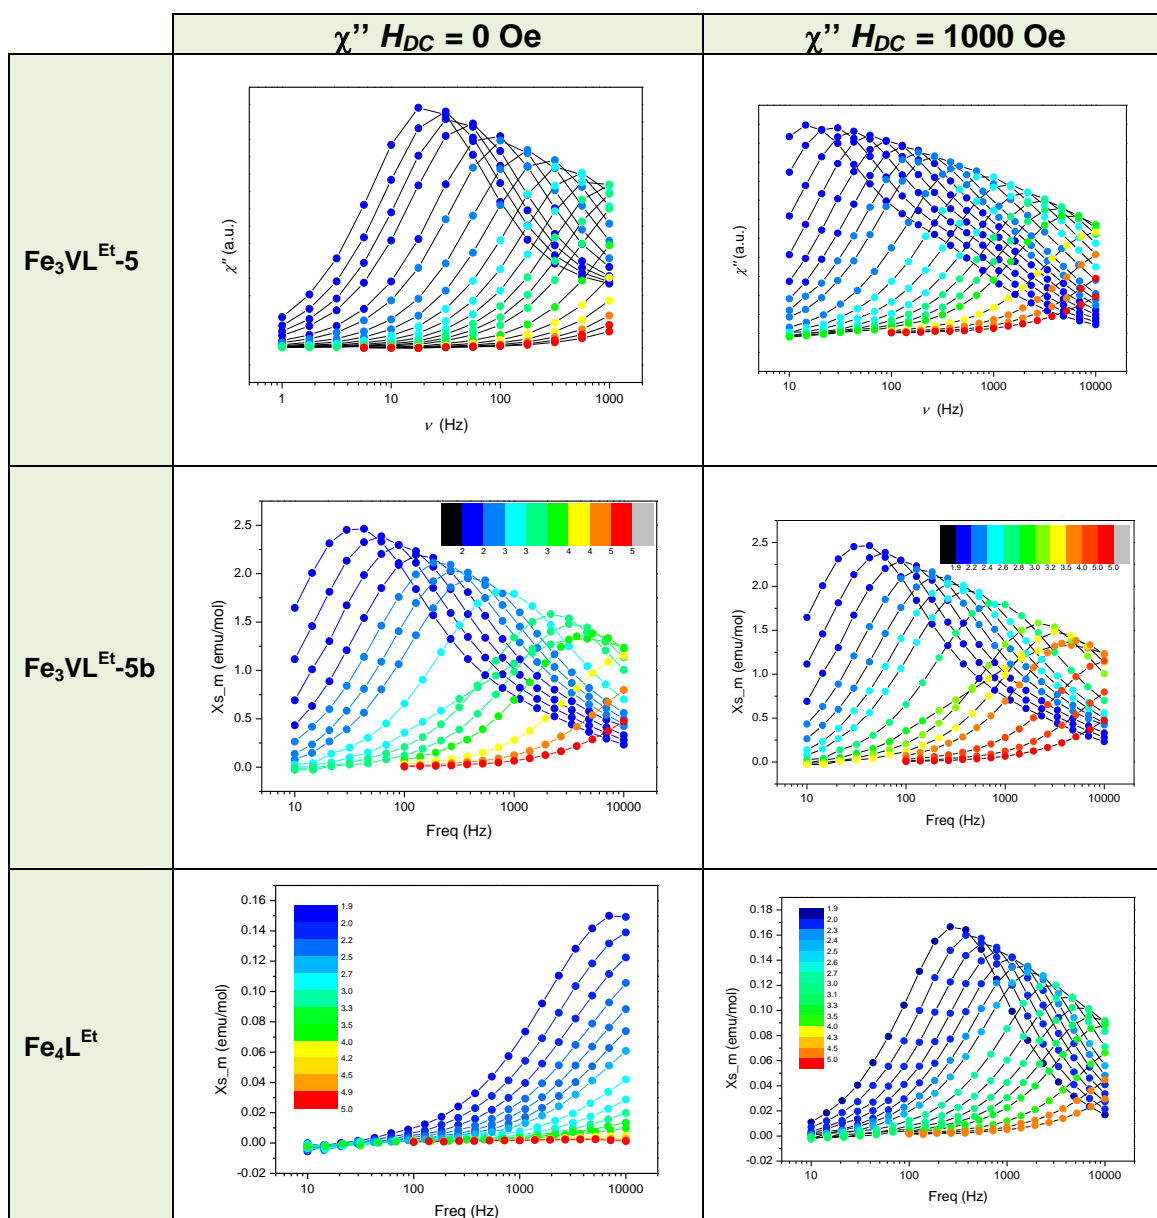 χ’’ HDC = 0 Oe
χ’’ HDC = 1000 Oe
Fe3VLEt-5
χ'' (a.u.)
1 10 100 1000
ν (Hz)
χ'' (a.u.)
10 100 1000 10000
ν (Hz)
Fe3VLEt-5b
Xs_m (emu/mol)
2.5
2.0
1.5
1.0
0.5
0.0
2 2 3 3 3 4 4 5 5
10 100 1000 10000
Freq (Hz)
Xs_m (emu/mol)
2.5
2.0
1.5
1.0
0.5
0.0
1.9 2.2 2.4 2.6 2.8 3.0 3.2 3.5 4.0 5.0 5.0
10 100 1000 10000
Freq (Hz)
Fe4LEt
Xs_m (emu/mol)
0.16
0.14
0.12
0.10
0.08
0.06
0.04
0.02
0.00
-0.02
1.9
2.0
2.2
2.5
2.7
3.0
3.3
3.5
4.0
4.2
4.5
4.9
5.0
10 100 1000 10000
Freq (Hz)
Xs_m (emu/mol)
0.18
0.16
0.14
0.12
0.10
0.08
0.06
0.04
0.02
0.00
-0.02
1.9
2.0
2.3
2.4
2.5
2.6
2.7
3.0
3.1
3.5
4.0
4.3
4.5
5.0
10 100 1000 10000
Freq (Hz)